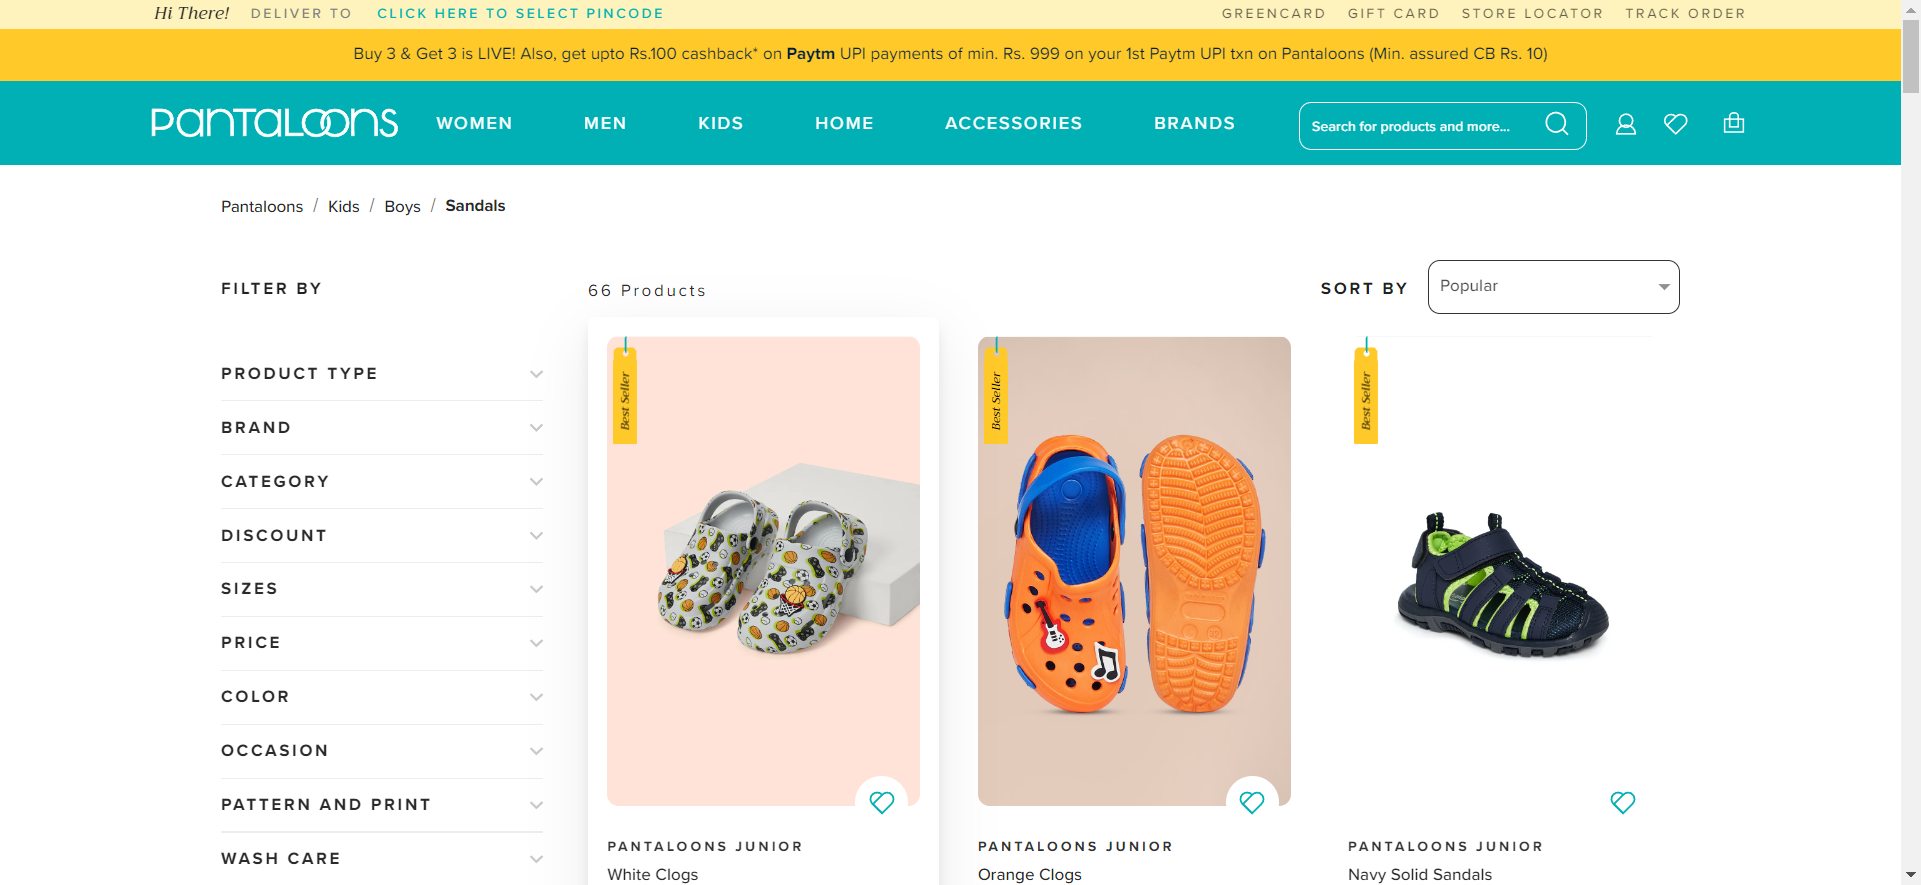 Hi There! DELIVER TO CLICK HERE TO SELECT PINCODE GREENCARD GIFT CARD STORE LOCATOR TRACK ORDER
Buy 3 & Get 3 is LIVE! Also, get upto Rs.100 cashback* on Paytm UPI payments of min. Rs. 999 on your 1st Paytm UPI txn on Pantaloons (Min. assured CB Rs. 10)
PANTALOONS WOMEN MEN KIDS HOME ACCESSORIES BRANDS Search for products and more...
Pantaloons / Kids / Boys / Sandals
FILTER BY
66 Products
SORT BY Popular
PRODUCT TYPE
BRAND
CATEGORY
DISCOUNT
SIZES
PRICE
COLOR
OCCASION
PATTERN AND PRINT
WASH CARE
Best Seller
Best Seller
Best Seller
PANTALOONS JUNIOR
White Clogs
PANTALOONS JUNIOR
Orange Clogs
PANTALOONS JUNIOR
Navy Solid Sandals